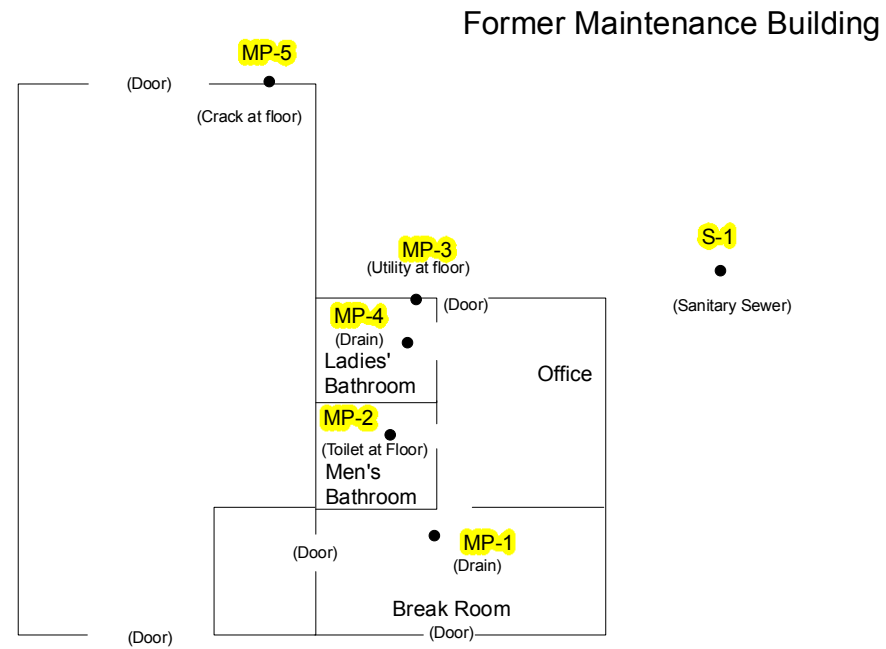 Former Maintenance Building
MP-5
(Door)
(Crack at floor)
S-1
(Sanitary Sewer)
MP-3
(Utility at floor)
(Door)
MP-4
(Drain)
Ladies'
Bathroom
Office
MP-2
(Toilet at Floor)
Men's
Bathroom
(Door)
MP-1
(Drain)
Break Room
(Door)
(Door)